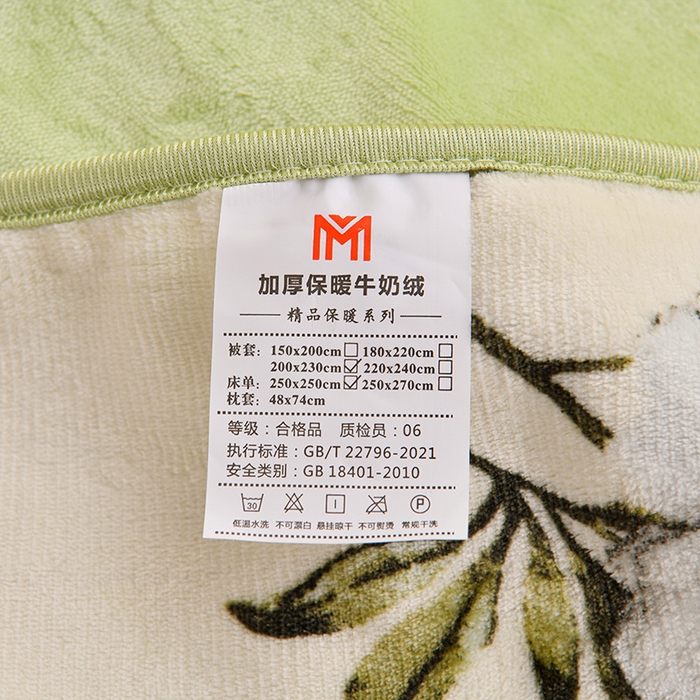 M
加厚保暖牛奶绒
精品保暖系列
被套：150x200cm☐180x220cm☐
200x230cm☑220x240cm☐
床单：250x250cm☑250x270cm☐
枕套：48x74cm
等级：合格品 质检员：06
执行标准：GB/T 22796-2021
安全类别：GB 18401-2010
30 P
低温水洗 不可漂白 悬挂晾干 不可熨烫 常规干洗